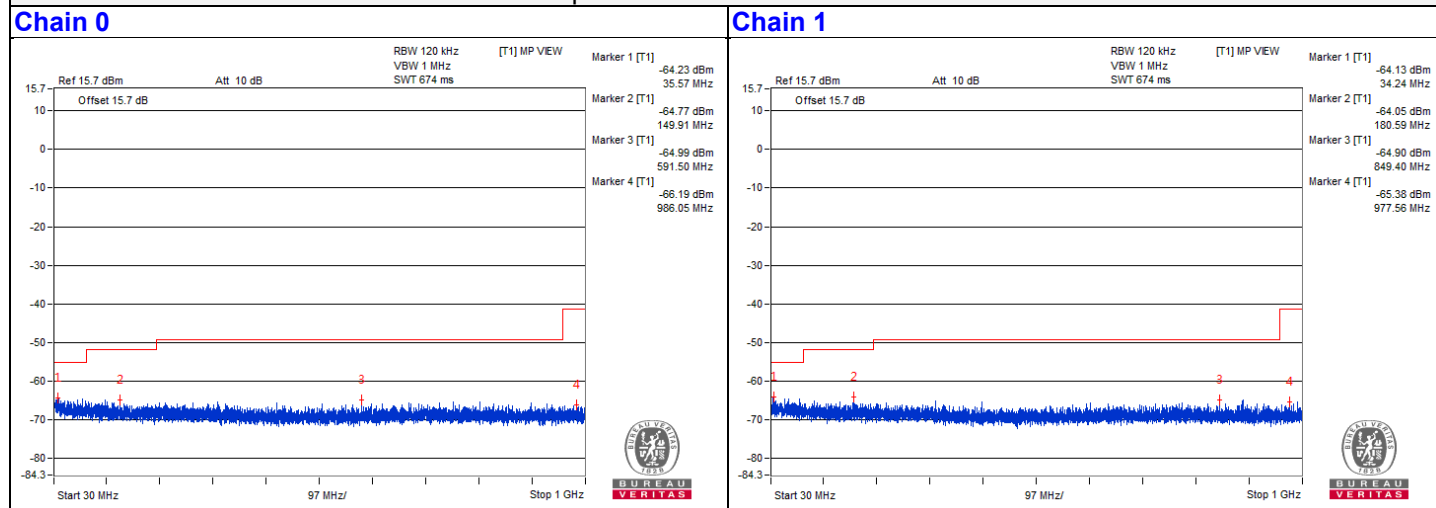 Chain 0
RBW 120 kHz [T1] MP VIEW
VBW 1 MHz
Ref 15.7 dBm Att 10 dB SWT 674 ms
Offset 15.7 dB
15.7
10
0
-10
-20
-30
-40
-50
-60
-70
-80
-84.3
1 2 3 4
Start 30 MHz 97 MHz/ Stop 1 GHz
Marker 1 [T1]
-64.23 dBm
35.57 MHz
Marker 2 [T1]
-64.77 dBm
149.91 MHz
Marker 3 [T1]
-64.99 dBm
591.50 MHz
Marker 4 [T1]
-66.19 dBm
986.05 MHz
BUREAU VERITAS
1828
BUREAU
VERITAS
Chain 1
RBW 120 kHz [T1] MP VIEW
VBW 1 MHz
Ref 15.7 dBm Att 10 dB SWT 674 ms
Offset 15.7 dB
15.7
10
0
-10
-20
-30
-40
-50
-60
-70
-80
-84.3
1 2 3 4
Start 30 MHz 97 MHz/ Stop 1 GHz
Marker 1 [T1]
-64.13 dBm
34.24 MHz
Marker 2 [T1]
-64.05 dBm
180.59 MHz
Marker 3 [T1]
-64.90 dBm
849.40 MHz
Marker 4 [T1]
-65.38 dBm
977.56 MHz
BUREAU VERITAS
1828
BUREAU
VERITAS